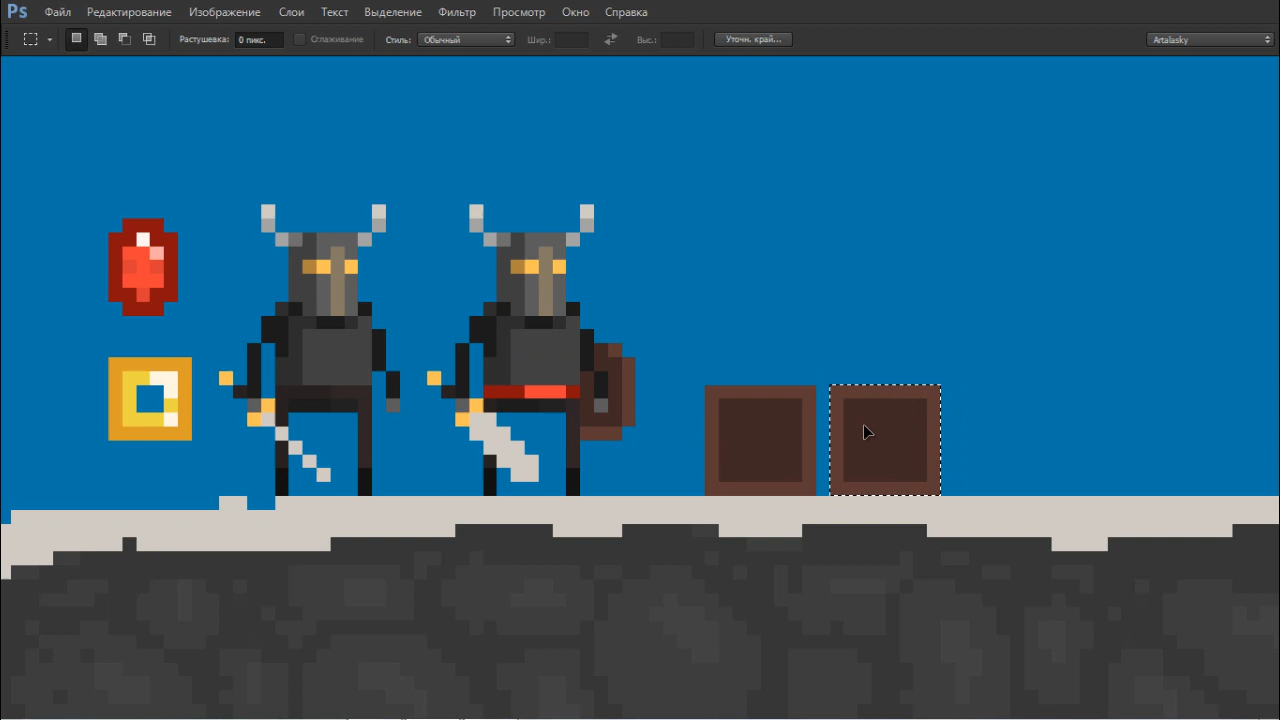 Ps Файл Редактирование Изображение Слои Текст Выделение Фильтр Просмотр Окно Справка
Растушевка: 0 пикс. Сглаживание Стиль: Обычный Шир.: Выс.: Уточн. край... Artalasky